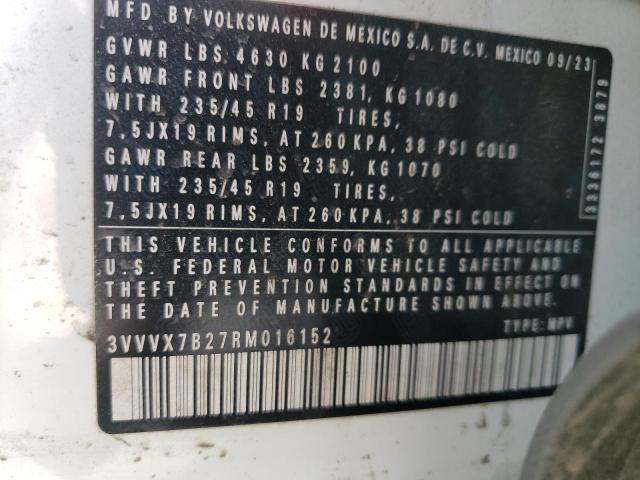 MFD BY VOLKSWAGEN DE MEXICO S.A. DE C.V. MEXICO 09/23
GVWR LBS 4630 KG 2100
GAWR FRONT LBS 2381, KG 1080
WITH 235/45 R19 TIRES,
7,5JX19 RIMS, AT 260 KPA, 38 PSI COLD
GAWR REAR LBS 2359, KG 1070
WITH 235/45 R19 TIRES,
7,5JX19 RIMS, AT 260 KPA, 38 PSI COLD
3336172 3879
THIS VEHICLE CONFORMS TO ALL APPLICABLE
U.S. FEDERAL MOTOR VEHICLE SAFETY AND
THEFT PREVENTION STANDARDS IN EFFECT ON
THE DATE OF MANUFACTURE SHOWN ABOVE.
3VVVX7B27RM016152 TYPE: MPV